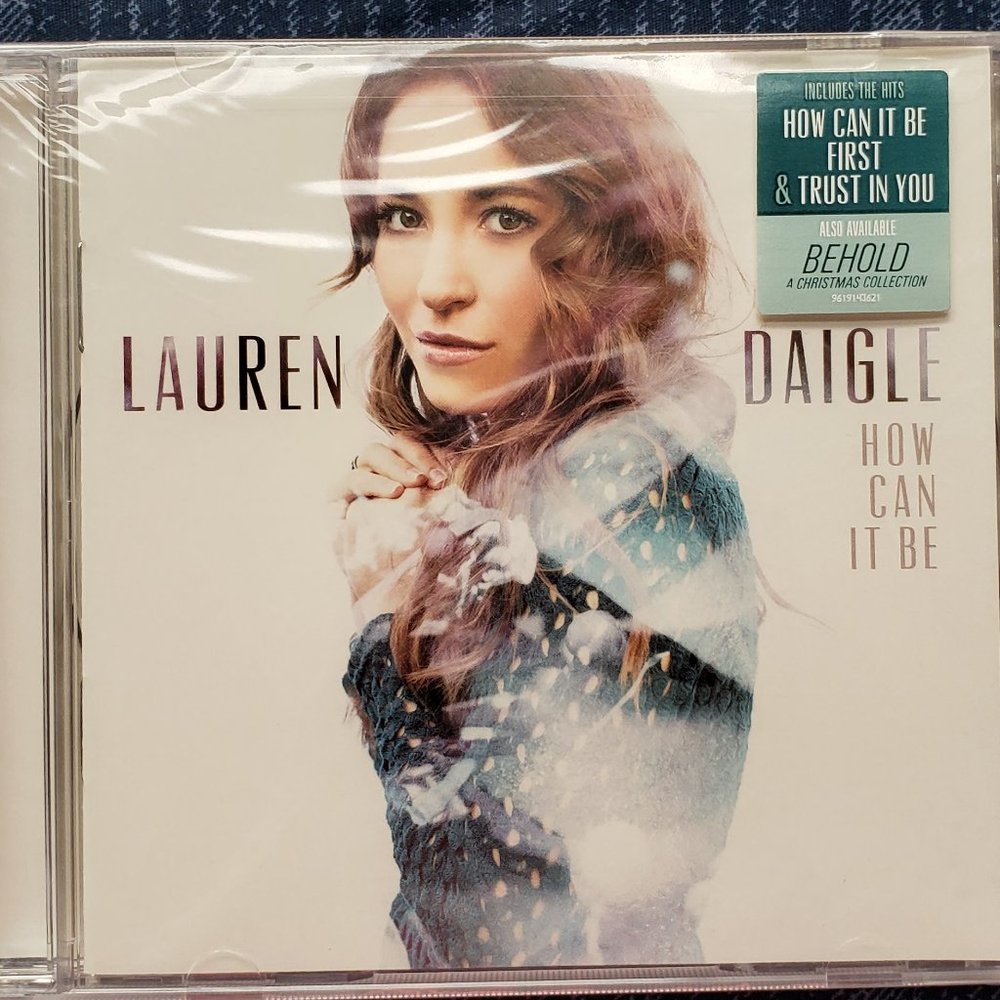 INCLUDES THE HITS
HOW CAN IT BE
FIRST
& TRUST IN YOU
ALSO AVAILABLE
BEHOLD
A CHRISTMAS COLLECTION
9619143621
LAUREN DAIGLE
HOW
CAN
IT BE